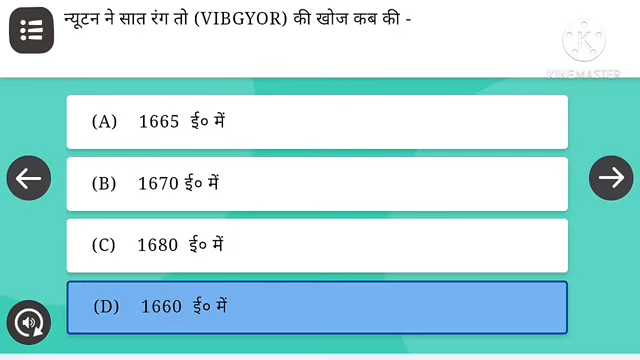 न्यूटन ने सात रंग तो (VIBGYOR) की खोज कब की -
K
KINEMASTER
(A) 1665 ई० में
(B) 1670 ई० में
(C) 1680 ई० में
(D) 1660 ई० में